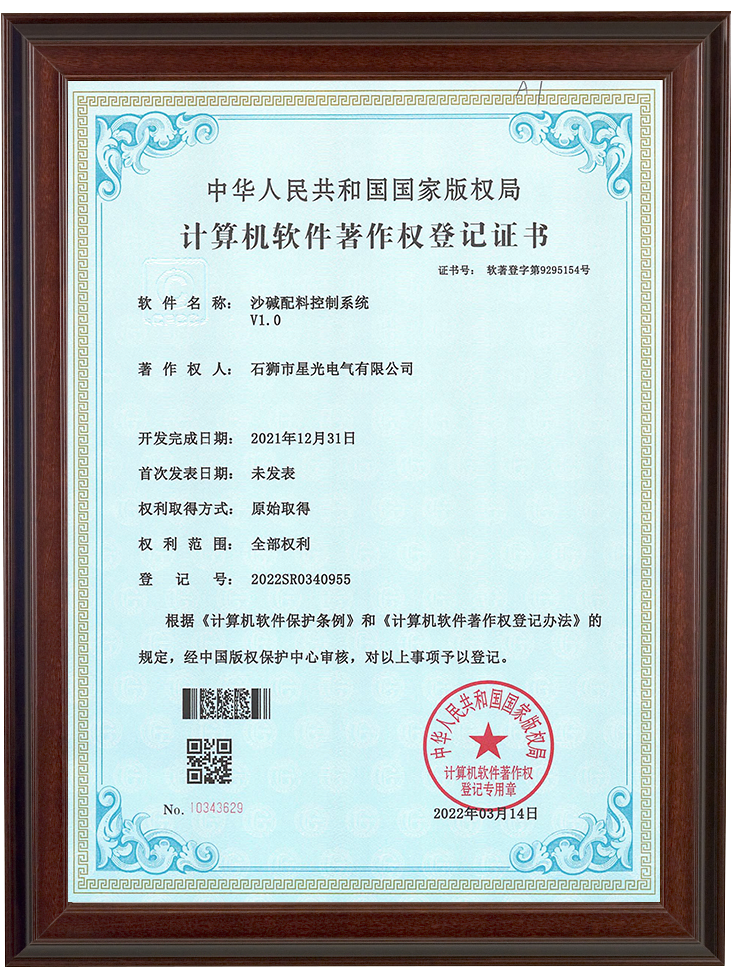 A1
中华人民共和国国家版权局
计算机软件著作权登记证书
证书号： 软著登字第9295154号
软件名称： 沙碱配料控制系统
V1.0
著作权人： 石狮市星光电气有限公司
开发完成日期： 2021年12月31日
首次发表日期： 未发表
权利取得方式： 原始取得
权利范围： 全部权利
登记号： 2022SR0340955
根据《计算机软件保护条例》和《计算机软件著作权登记办法》的
规定，经中国版权保护中心审核，对以上事项予以登记。
中华人民共和国国家版权局
计算机软件著作权
登记专用章
No. 10343629
2022年03月14日